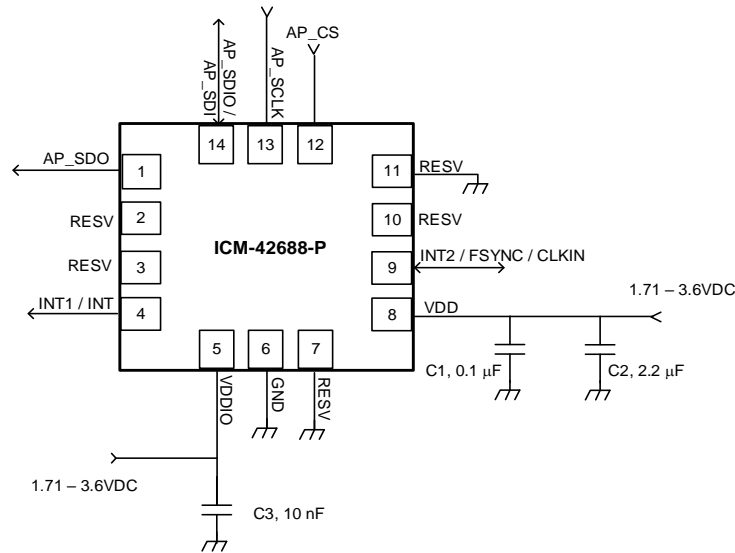 AP_SDIO /
AP_SDI
AP_SCLK
AP_CS
14
13
12
AP_SDO
1
11
RESV
RESV
2
10
RESV
ICM-42688-P
RESV
3
9
INT2 / FSYNC / CLKIN
INT1 / INT
4
8
VDD
1.71 – 3.6VDC
5
6
7
VDDIO
GND
RESV
C1, 0.1 µF
C2, 2.2 µF
1.71 – 3.6VDC
C3, 10 nF